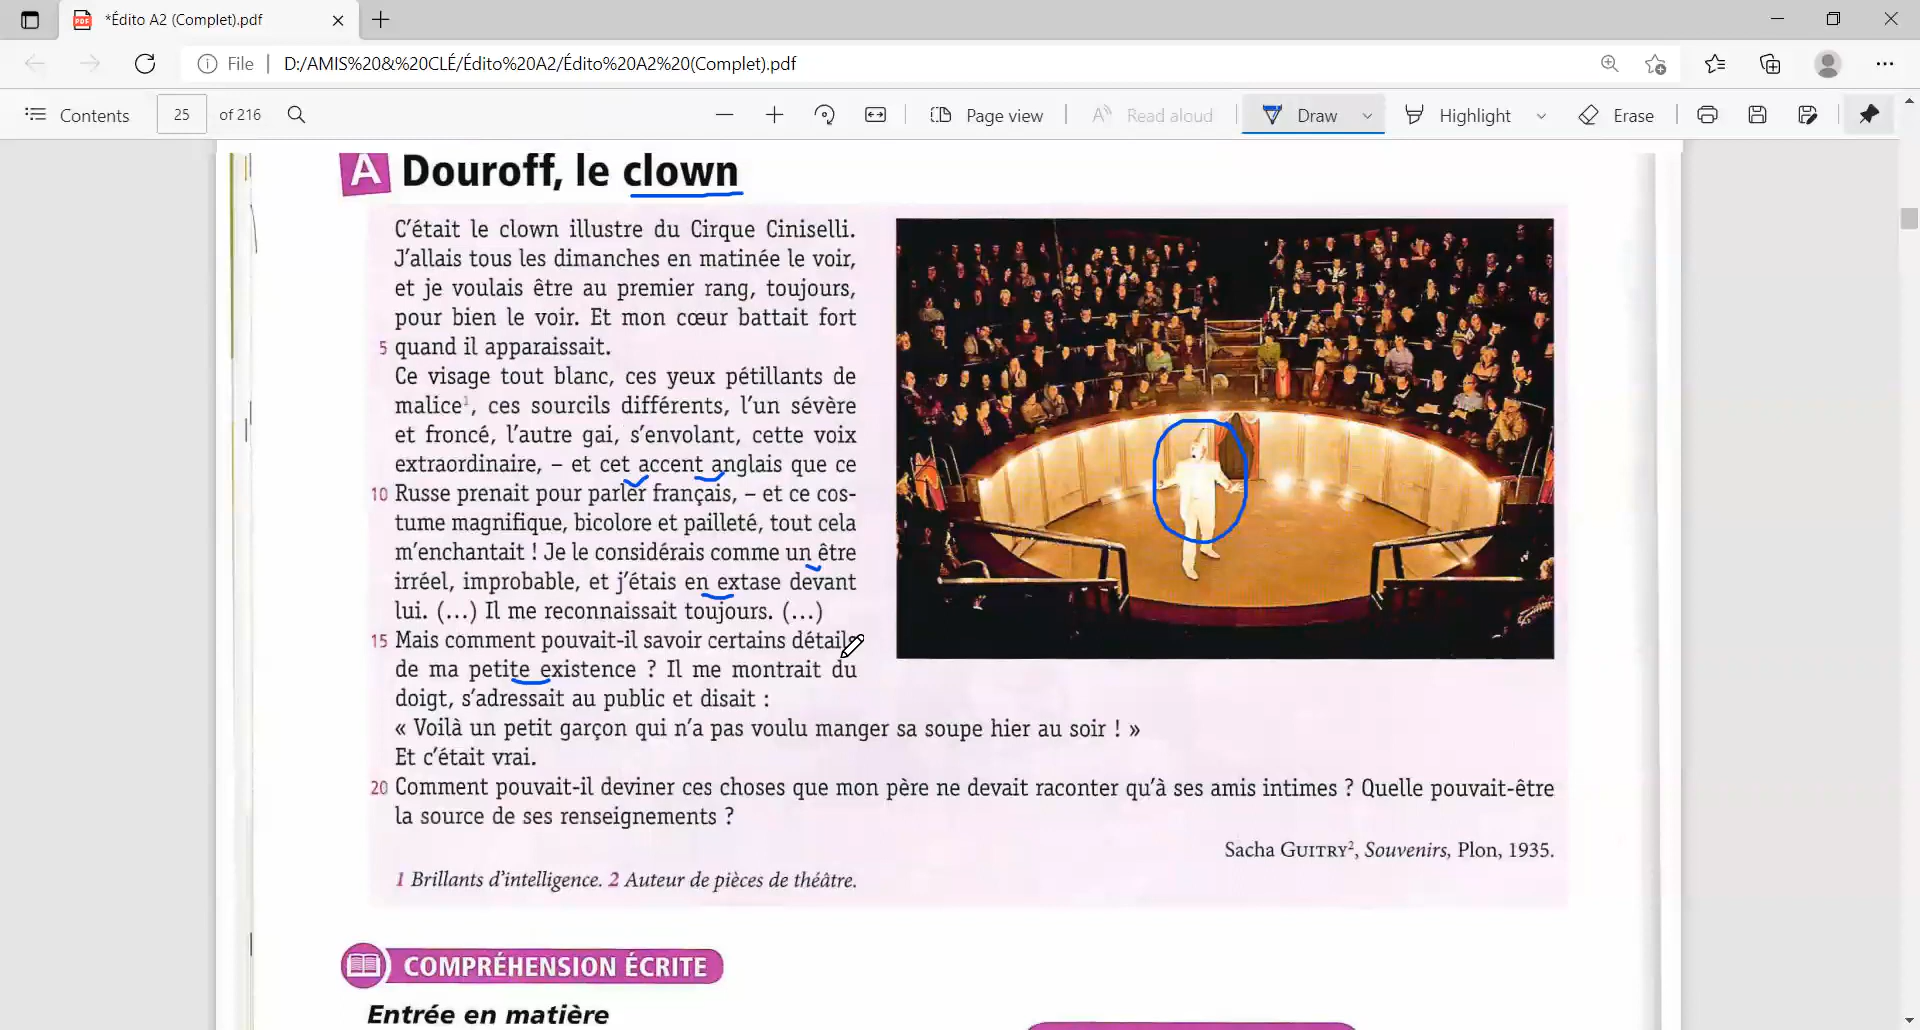 *Édito A2 (Complet).pdf
File
D:/AMIS%20&%20CLÉ/Édito%20A2/Édito%20A2%20(Complet).pdf
Contents 25 of 216 Page view Read aloud Draw Highlight Erase
A Douroff, le clown
C'était le clown illustre du Cirque Ciniselli.
J'allais tous les dimanches en matinée le voir,
et je voulais être au premier rang, toujours,
pour bien le voir. Et mon cœur battait fort
5 quand il apparaissait.
Ce visage tout blanc, ces yeux pétillants de
malice¹, ces sourcils différents, l'un sévère
et froncé, l'autre gai, s'envolant, cette voix
extraordinaire, – et cet accent anglais que ce
10 Russe prenait pour parler français, – et ce cos-
tume magnifique, bicolore et pailleté, tout cela
m'enchantait ! Je le considérais comme un être
irréel, improbable, et j'étais en extase devant
lui. (...) Il me reconnaissait toujours. (...)
15 Mais comment pouvait-il savoir certains détails
de ma petite existence ? Il me montrait du
doigt, s'adressait au public et disait :
« Voilà un petit garçon qui n'a pas voulu manger sa soupe hier au soir ! »
Et c'était vrai.
20 Comment pouvait-il deviner ces choses que mon père ne devait raconter qu'à ses amis intimes ? Quelle pouvait-être
la source de ses renseignements ?
Sacha GUITRY², Souvenirs, Plon, 1935.
1 Brillants d'intelligence. 2 Auteur de pièces de théâtre.
COMPRÉHENSION ÉCRITE
Entrée en matière